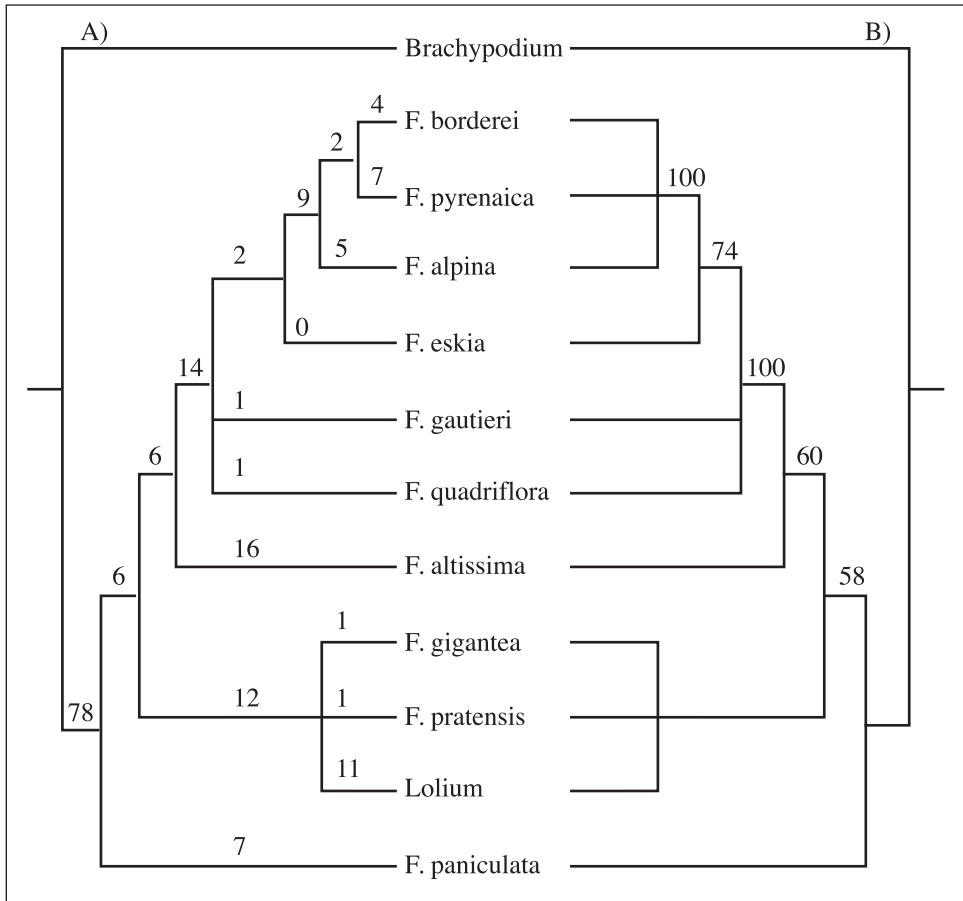 A) Brachypodium B)
4 F. borderei
2
7 F. pyrenaica 100
9
5 F. alpina 74
2
0 F. eskia
14 100
1 F. gautieri
6 60
1 F. quadriflora
16 F. altissima
6 58
1 F. gigantea
12 1 F. pratensis
78
11 Lolium
7 F. paniculata